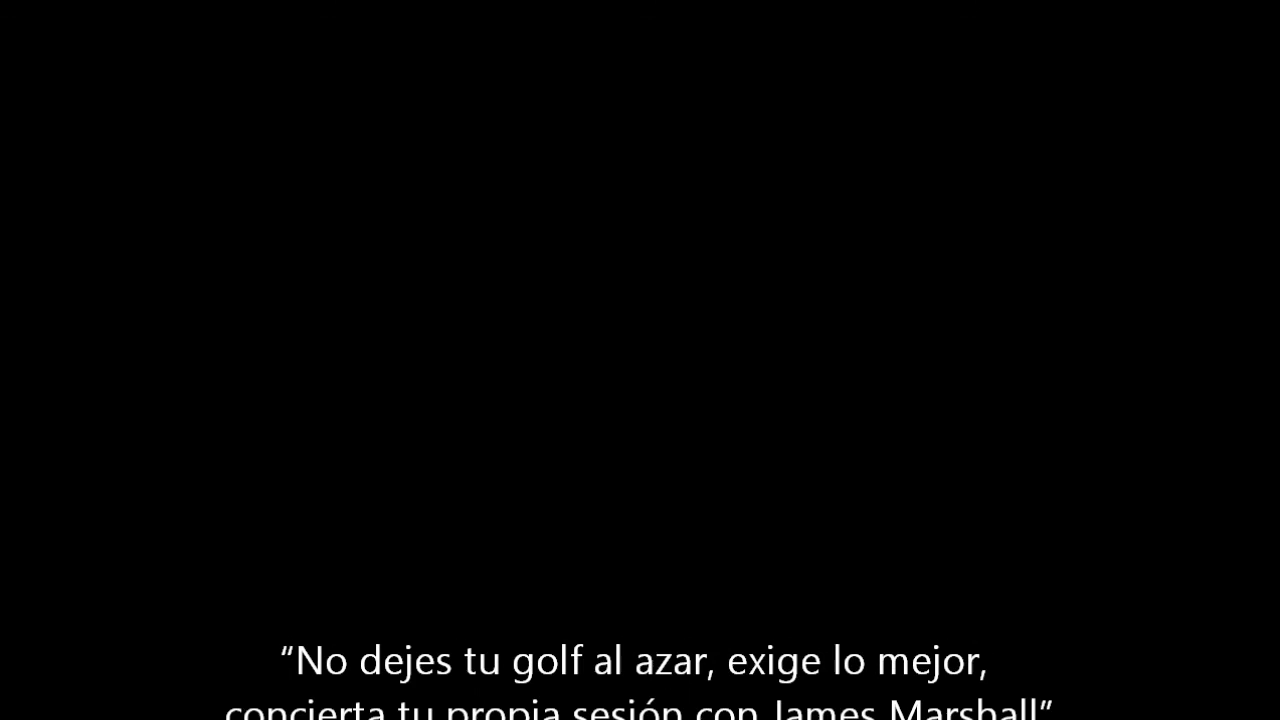 “No dejes tu golf al azar, exige lo mejor,
concierta tu propia sesión con James Marshall”